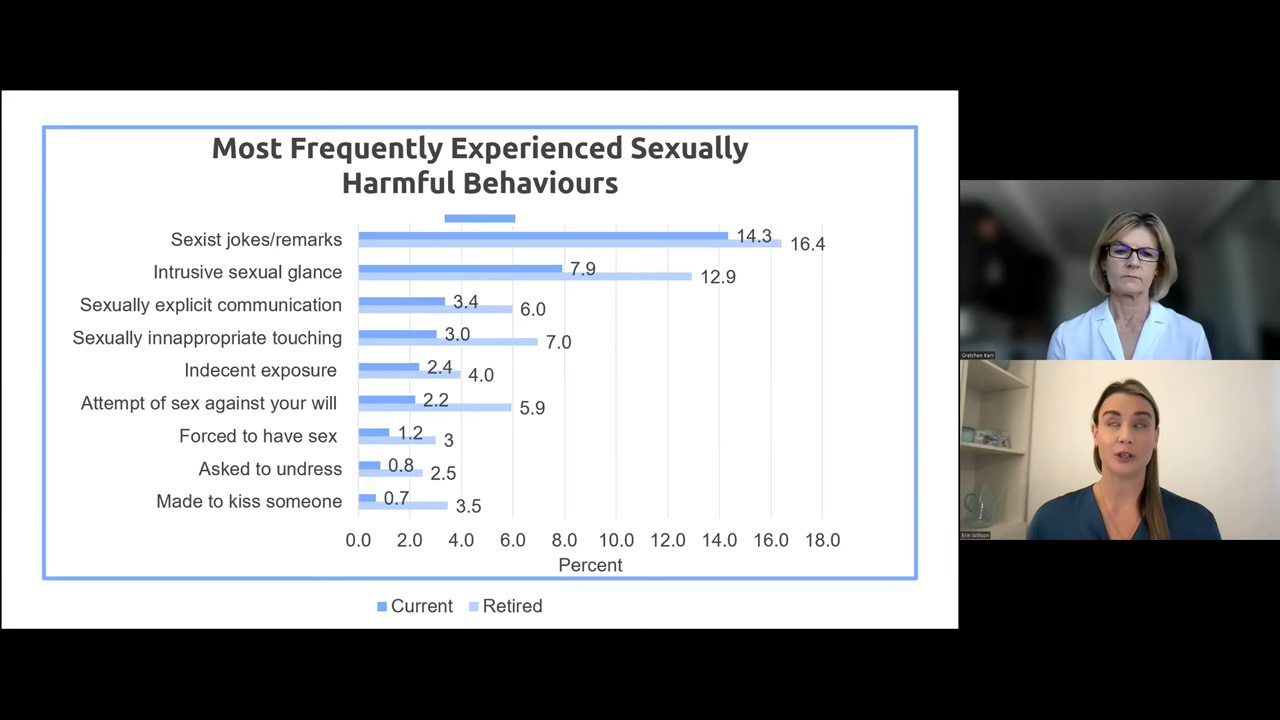 Most Frequently Experienced Sexually
Harmful Behaviours
Sexist jokes/remarks
14.3
16.4
Intrusive sexual glance
7.9
12.9
Sexually explicit communication
3.4
6.0
Sexually innappropriate touching
3.0
7.0
Indecent exposure
2.4
4.0
Attempt of sex against your will
2.2
5.9
Forced to have sex
1.2
3
Asked to undress
0.8
2.5
Made to kiss someone
0.7
3.5
0.0 2.0 4.0 6.0 8.0 10.0 12.0 14.0 16.0 18.0
Percent
Current Retired
Gretchen Kerr
Erin Willson